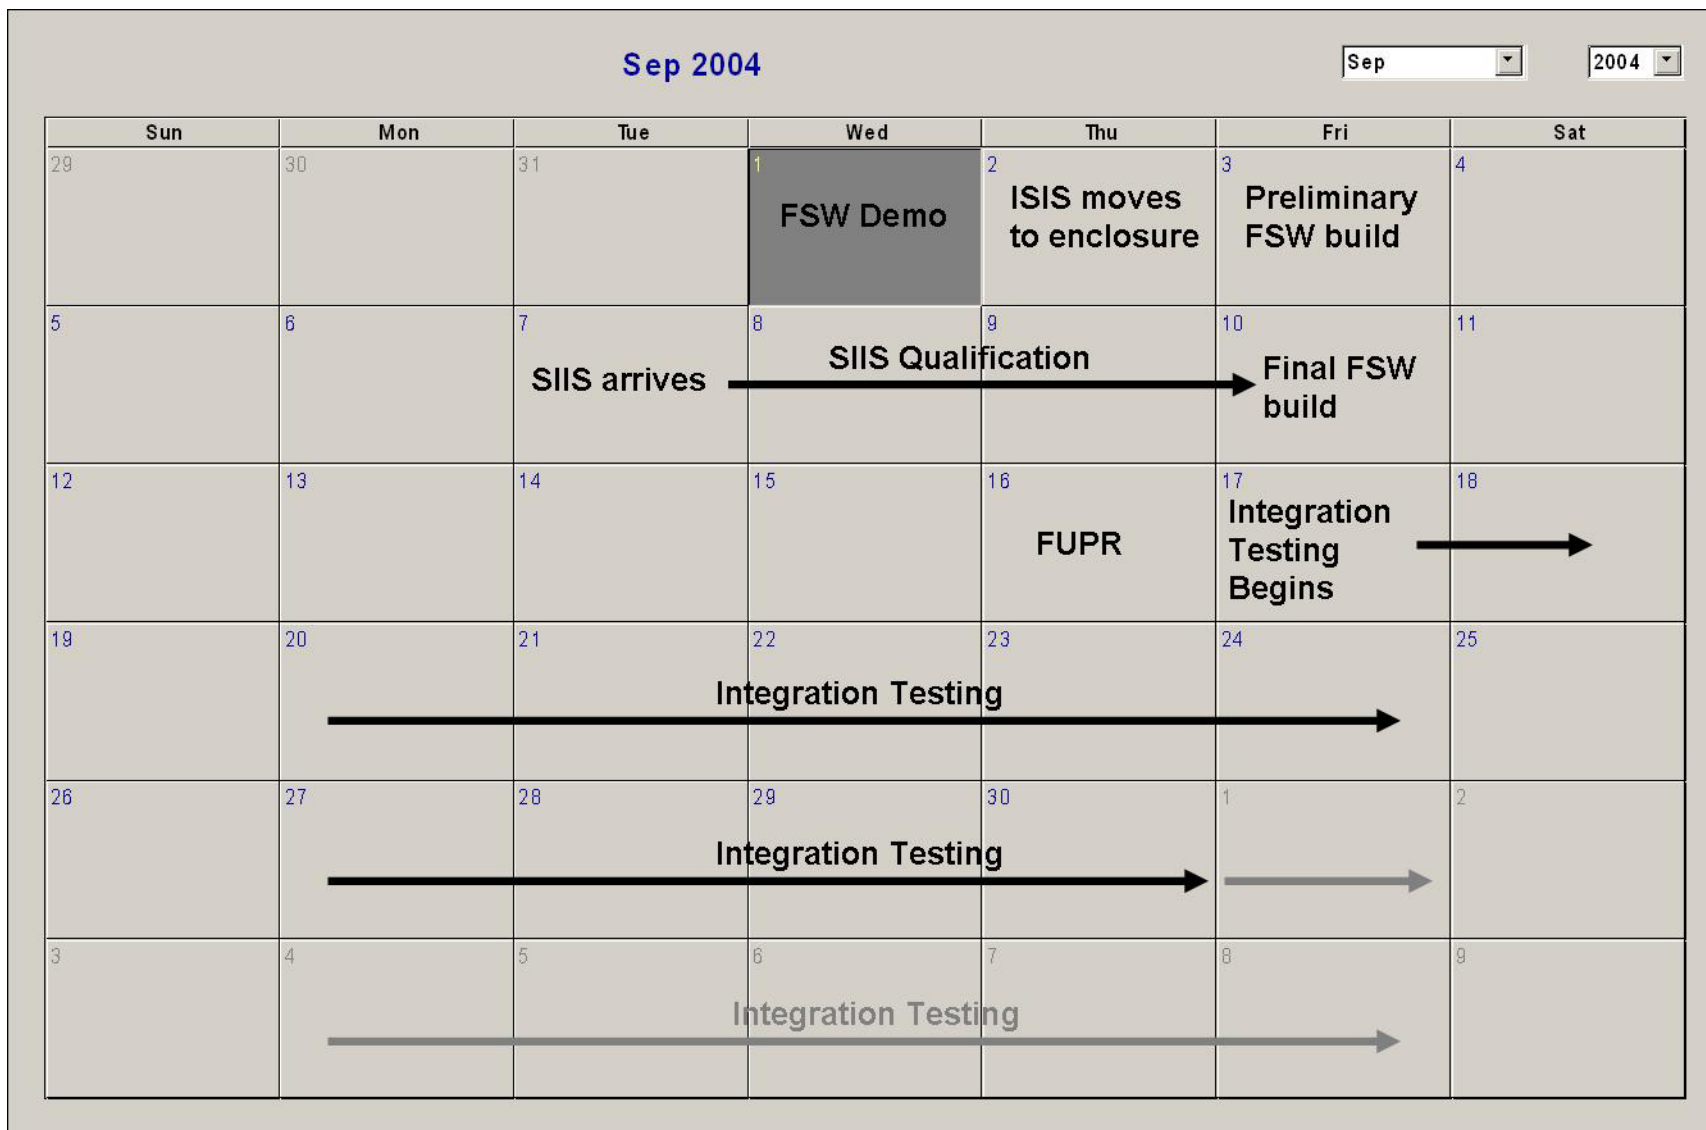 Sep 2004
Sep
2004
Sun Mon Tue Wed Thu Fri Sat
29 30 31 1 2 3 4
FSW Demo
ISIS moves
to enclosure
Preliminary
FSW build
5 6 7 8 9 10 11
SIIS arrives
SIIS Qualification
Final FSW
build
12 13 14 15 16 17 18
FUPR
Integration
Testing
Begins
19 20 21 22 23 24 25
Integration Testing
26 27 28 29 30 1 2
Integration Testing
3 4 5 6 7 8 9
Integration Testing